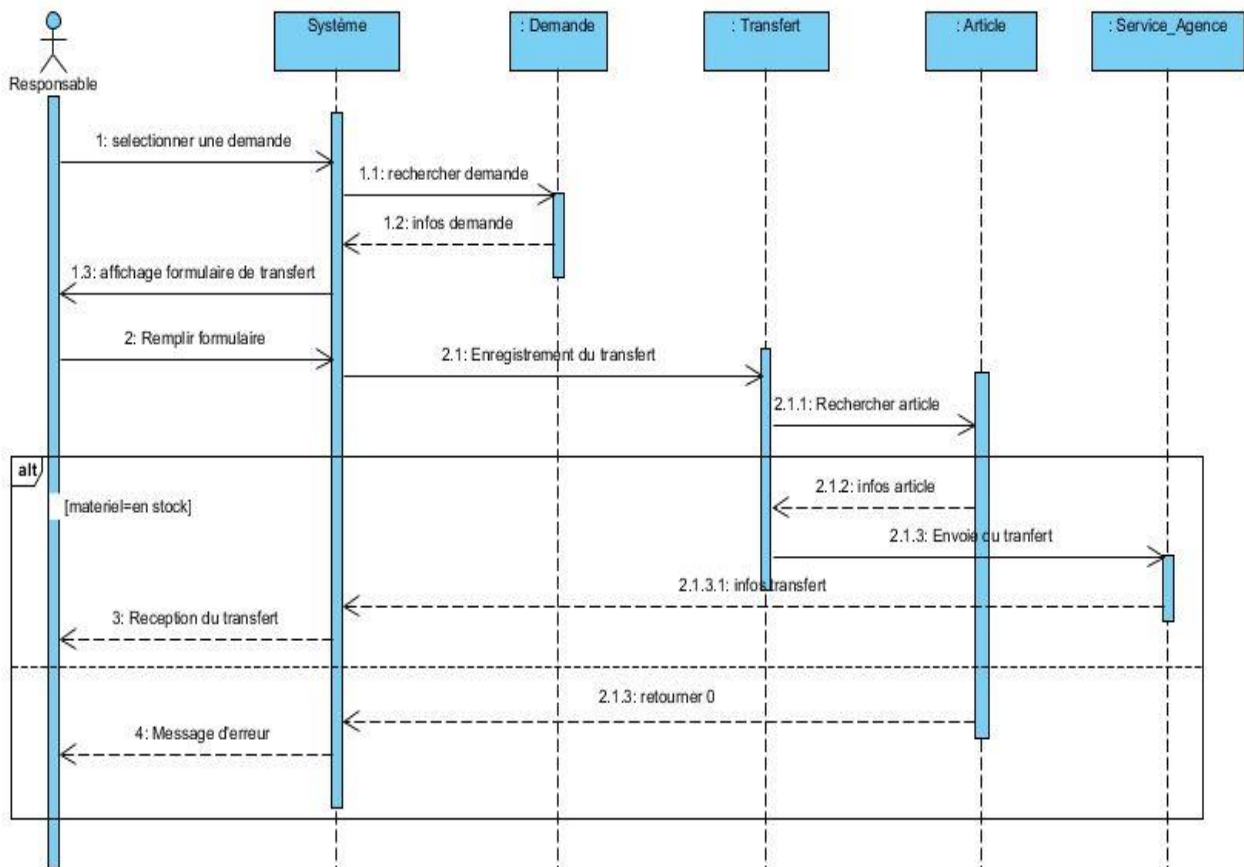 Responsable
Système
: Demande
: Transfert
: Article
: Service_Agence
1: selectionner une demande
1.1: rechercher demande
1.2: infos demande
1.3: affichage formulaire de transfert
2: Remplir formulaire
2.1: Enregistrement du transfert
2.1.1: Rechercher article
alt
[materiel=en stock]
2.1.2: infos article
2.1.3: Envoie du tranfert
2.1.3.1: infos transfert
3: Reception du transfert
2.1.3: retourner 0
4: Message d'erreur